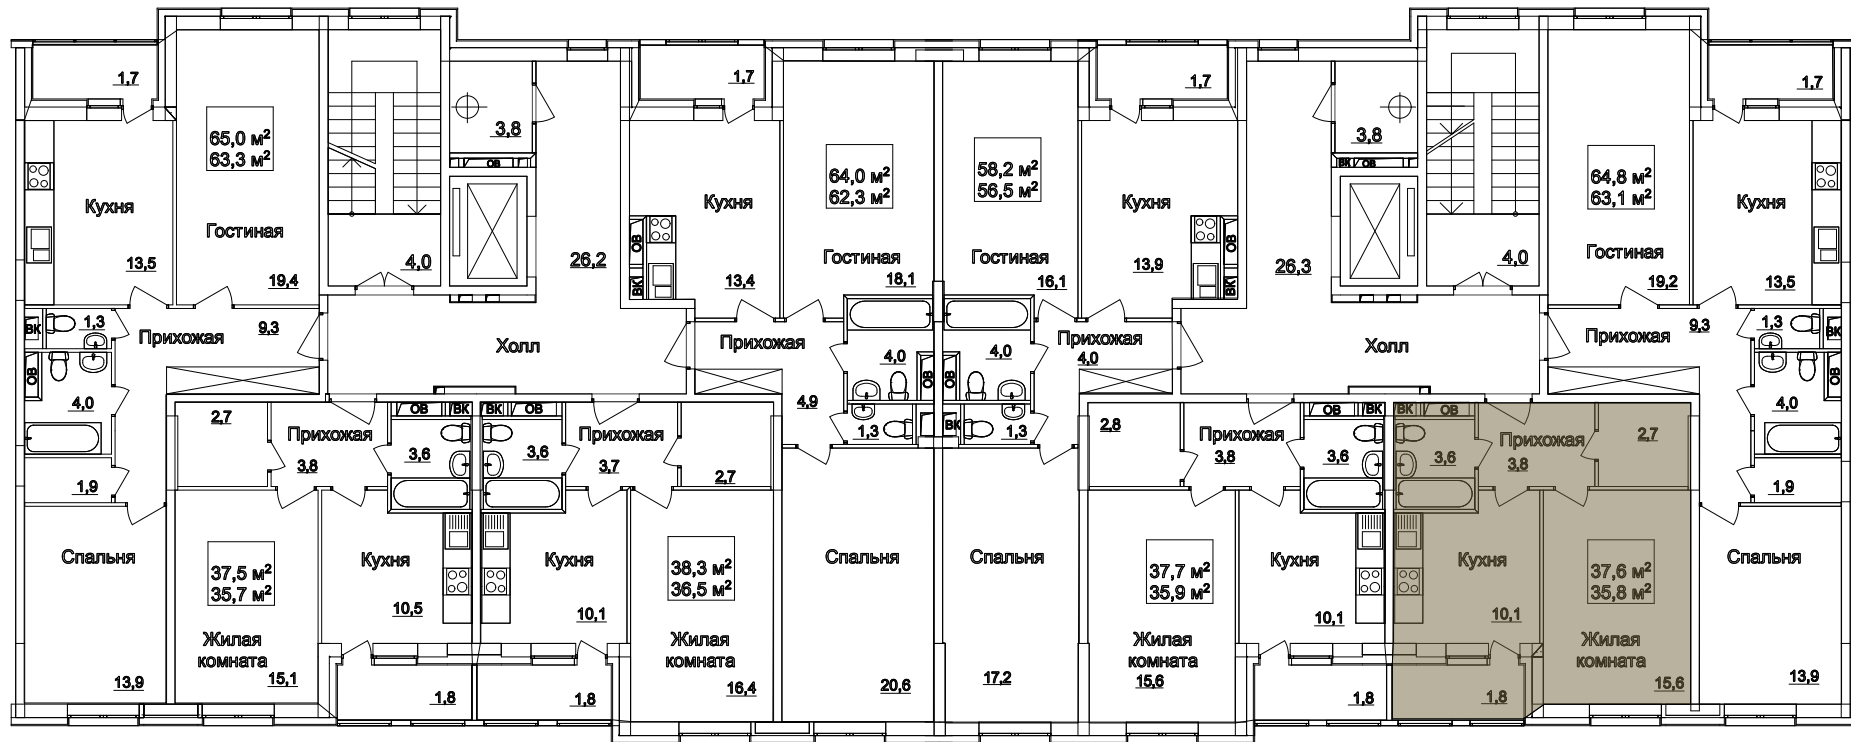 1,7
65,0 м²
63,3 м²
Кухня
13,5
Гостиная
19,4
4,0
3,8
ОВ
26,2
1,7
Кухня
ОВ
ВК
13,4
64,0 м²
62,3 м²
Гостиная
18,1
58,2 м²
56,5 м²
Гостиная
16,1
1,7
Кухня
13,9
ОВ
ВК
26,3
3,8
ВК ОВ
4,0
64,8 м²
63,1 м²
Гостиная
19,2
1,7
Кухня
13,5
ВК
1,3
Прихожая
9,3
ОВ
4,0
1,9
Холл
Прихожая
4,9
4,0
ОВ
1,3
ОВ
4,0
ВК
1,3
Прихожая
4,0
Холл
Прихожая
9,3
1,3
ВК
ОВ
4,0
1,9
2,7
Прихожая
3,8
ОВ
ВК
3,6
ВК
ОВ
3,6
Прихожая
3,7
2,7
2,8
Прихожая
3,8
ОВ
ВК
3,6
ВК
ОВ
3,6
Прихожая
3,8
2,7
Спальня
13,9
37,5 м²
35,7 м²
Жилая
комната
15,1
Кухня
10,5
1,8
Кухня
10,1
1,8
38,3 м²
36,5 м²
Жилая
комната
16,4
Спальня
20,6
Спальня
17,2
37,7 м²
35,9 м²
Жилая
комната
15,6
Кухня
10,1
1,8
Кухня
10,1
1,8
37,6 м²
35,8 м²
Жилая
комната
15,6
Спальня
13,9